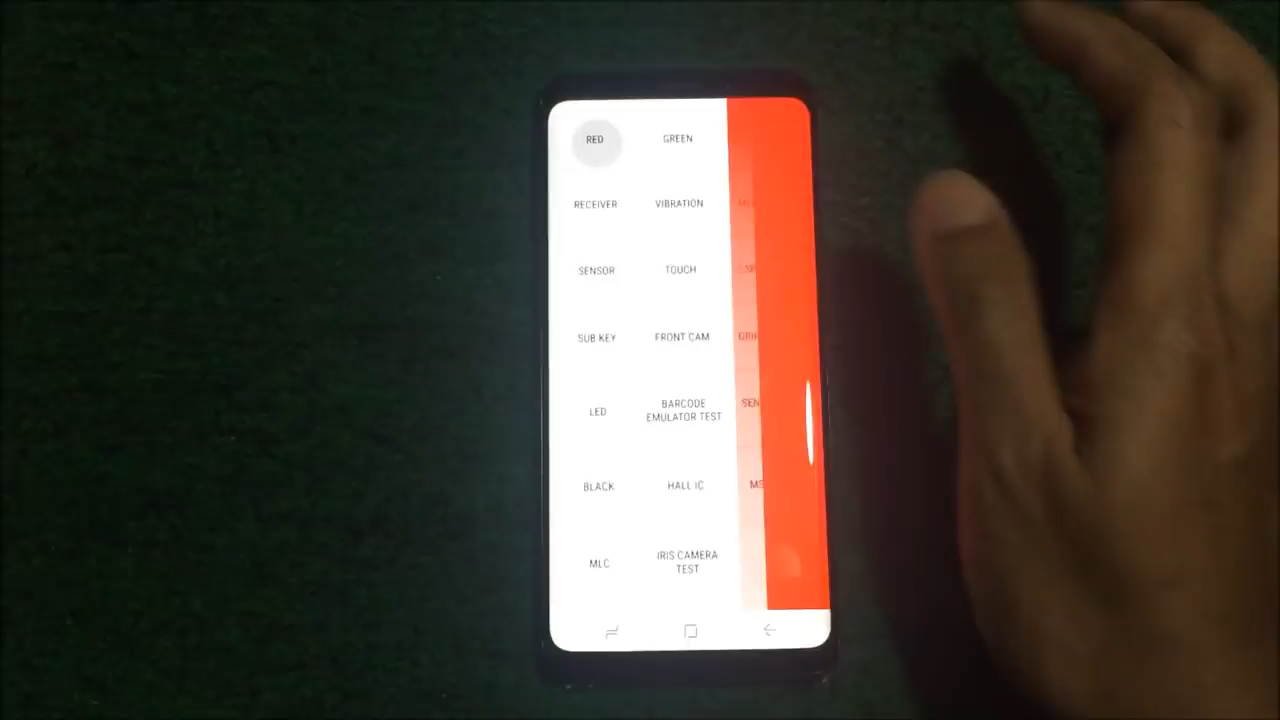 RED GREEN
RECEIVER VIBRATION
SENSOR TOUCH
SUB KEY FRONT CAM
LED BARCODE
EMULATOR TEST
BLACK HALL IC
MLC IRIS CAMERA
TEST